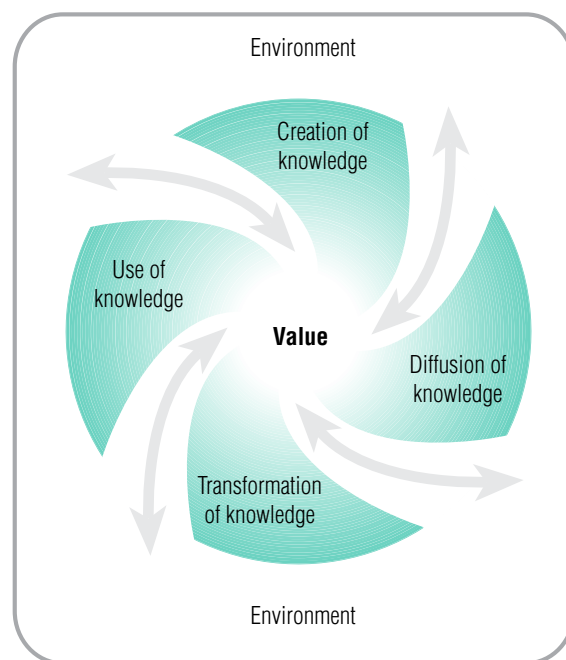 Environment
Creation of
knowledge
Use of
knowledge
Value
Diffusion of
knowledge
Transformation
of knowledge
Environment